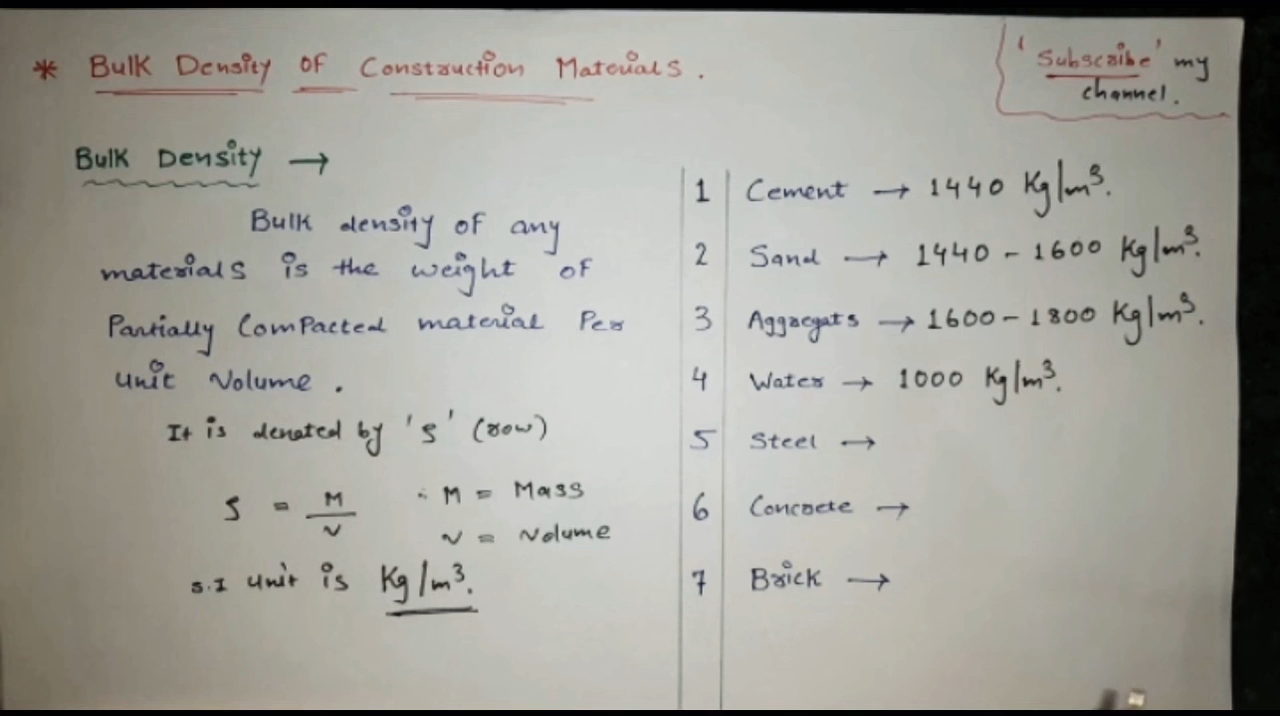 * Bulk Density of Construction Materials.
'Subscribe' my
channel.
Bulk Density →
Bulk density of any
materials is the weight of
Partially Compacted material Per
unit Volume.
It is denoted by 'ρ' (row)
ρ = M/V ∴ M = Mass
V = Volume
S.I unit is Kg/m³.
1 Cement → 1440 Kg/m³.
2 Sand → 1440 - 1600 Kg/m³.
3 Aggregats → 1600 - 1800 Kg/m³.
4 Water → 1000 Kg/m³.
5 Steel →
6 Concrete →
7 Brick →